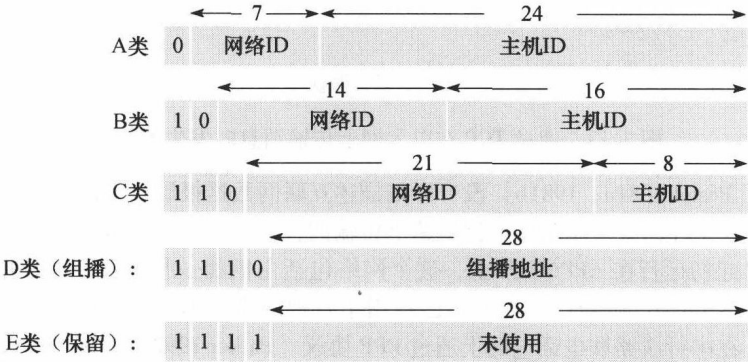 7 24
A类 0 网络ID 主机ID
14 16
B类 1 0 网络ID 主机ID
21 8
C类 1 1 0 网络ID 主机ID
28
D类（组播）: 1 1 1 0 组播地址
28
E类（保留）: 1 1 1 1 未使用